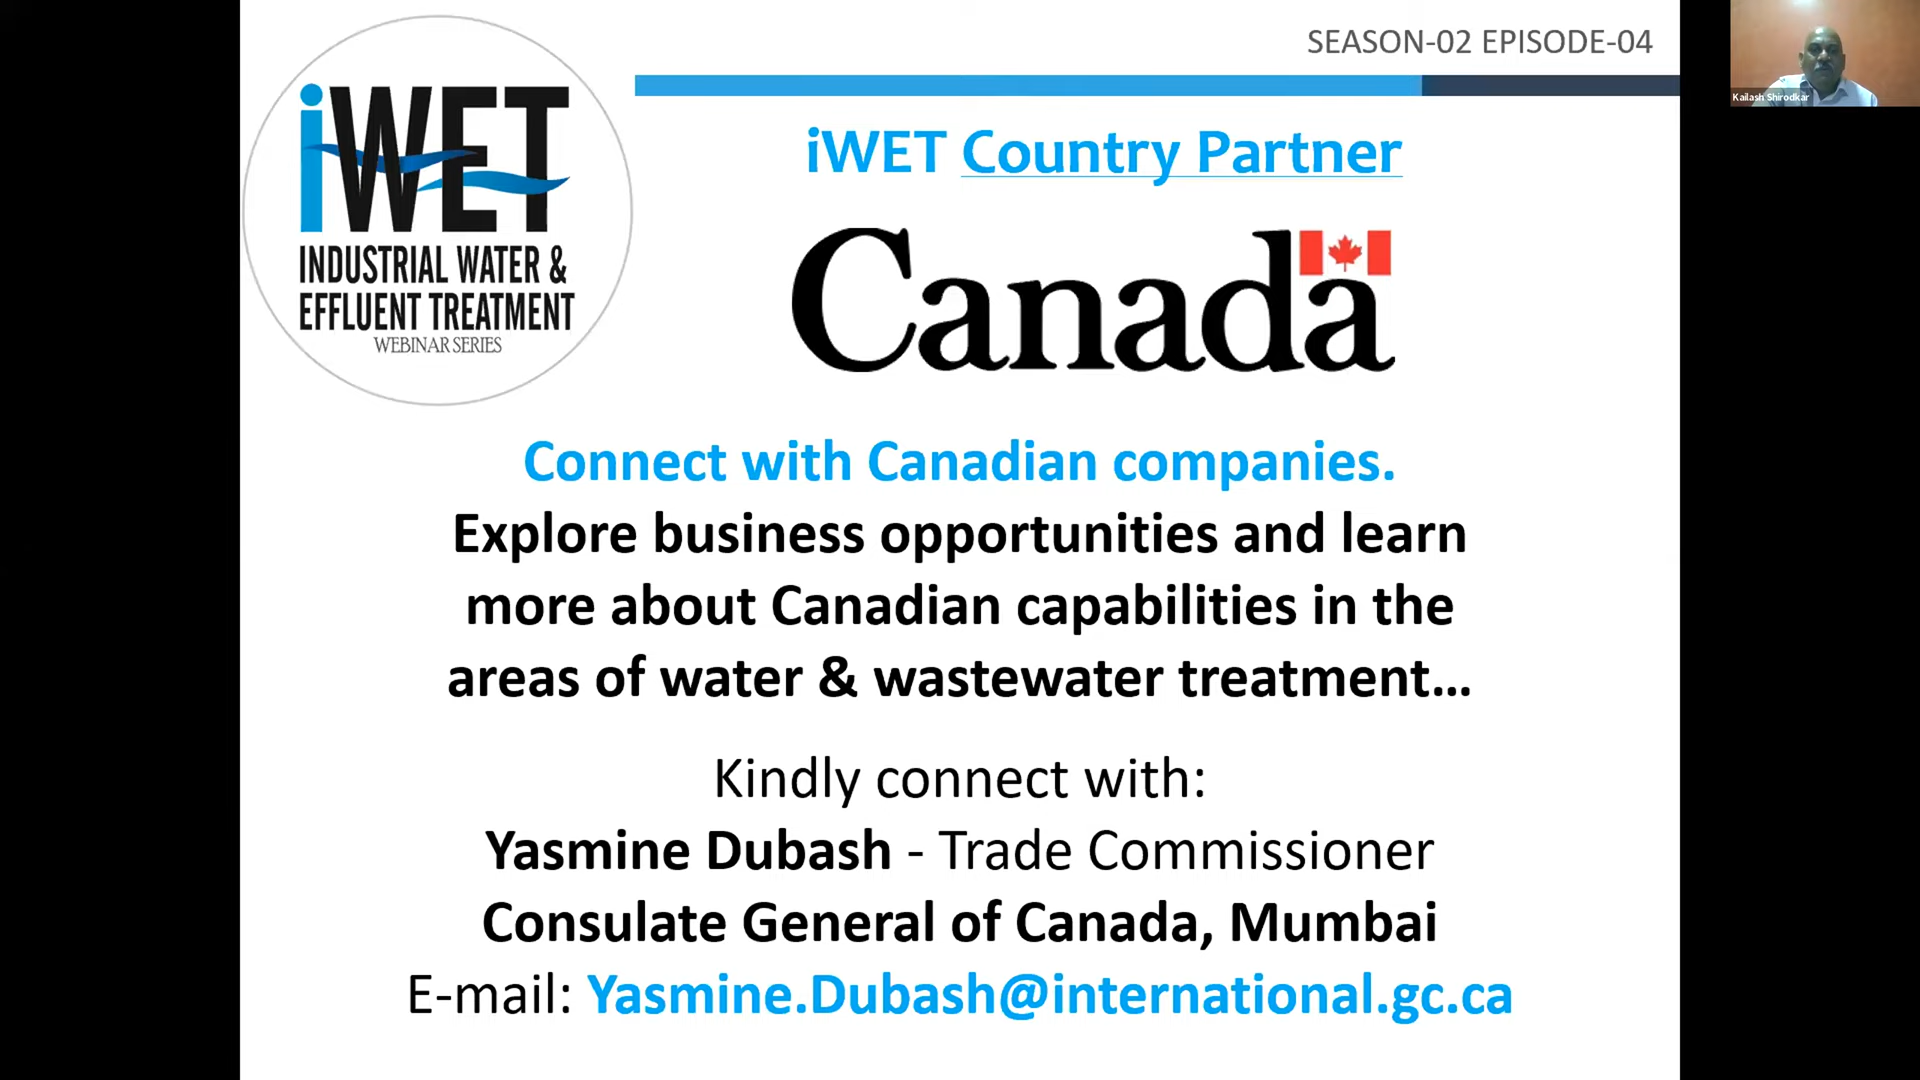 SEASON-02 EPISODE-04
Kailash Shirodkar
iWET
INDUSTRIAL WATER &
EFFLUENT TREATMENT
WEBINAR SERIES
iWET Country Partner
Canada
Connect with Canadian companies.
Explore business opportunities and learn
more about Canadian capabilities in the
areas of water & wastewater treatment...
Kindly connect with:
Yasmine Dubash - Trade Commissioner
Consulate General of Canada, Mumbai
E-mail: Yasmine.Dubash@international.gc.ca